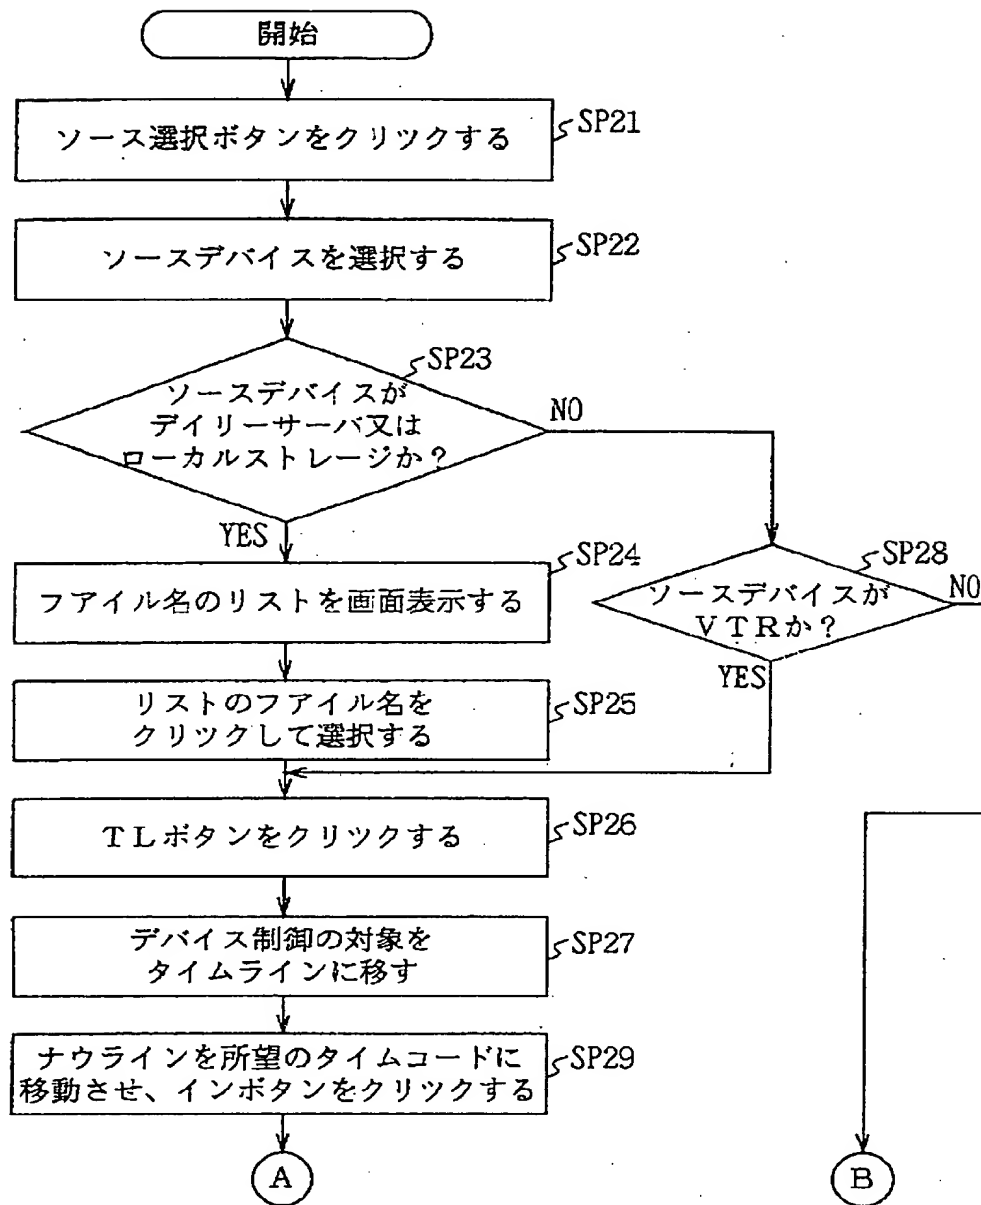 開始
ソース選択ボタンをクリツクする
SP21
ソースデバイスを選択する
SP22
SP23
ソースデバイスが
デイリーサーバ又は
ローカルストレージか?
NO
YES
SP24
フアイル名のリストを画面表示する
SP28
ソースデバイスが
VTRか?
NO
YES
リストのフアイル名を
クリツクして選択する
SP25
TLボタンをクリツクする
SP26
デバイス制御の対象を
タイムラインに移す
SP27
ナウラインを所望のタイムコードに
移動させ、インボタンをクリツクする
SP29
A
B